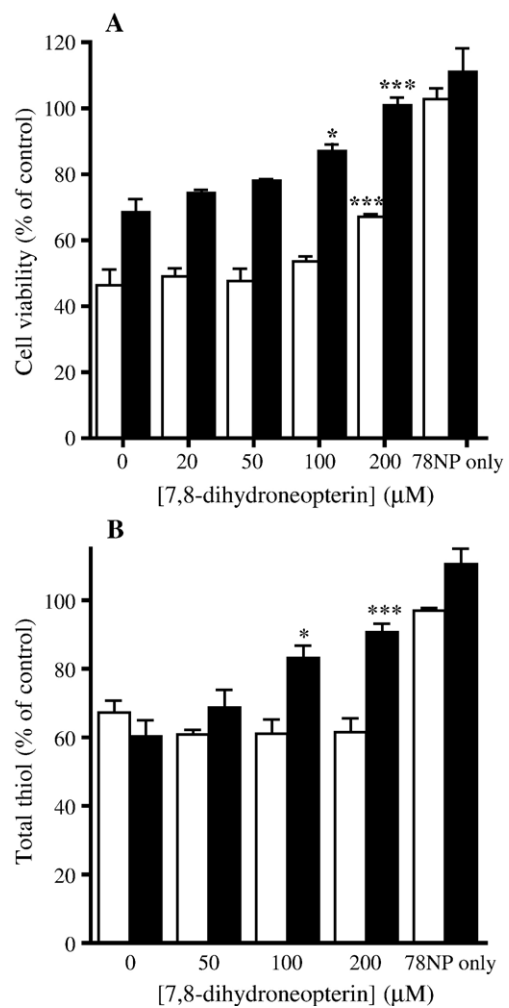 A
Cell viability (% of control)
120
100
80
60
40
20
0
*
***
***
0 20 50 100 200 78NP only
[7,8-dihydroneopterin] (μM)
B
Total thiol (% of control)
100
80
60
40
20
0
*
***
0 50 100 200 78NP only
[7,8-dihydroneopterin] (μM)